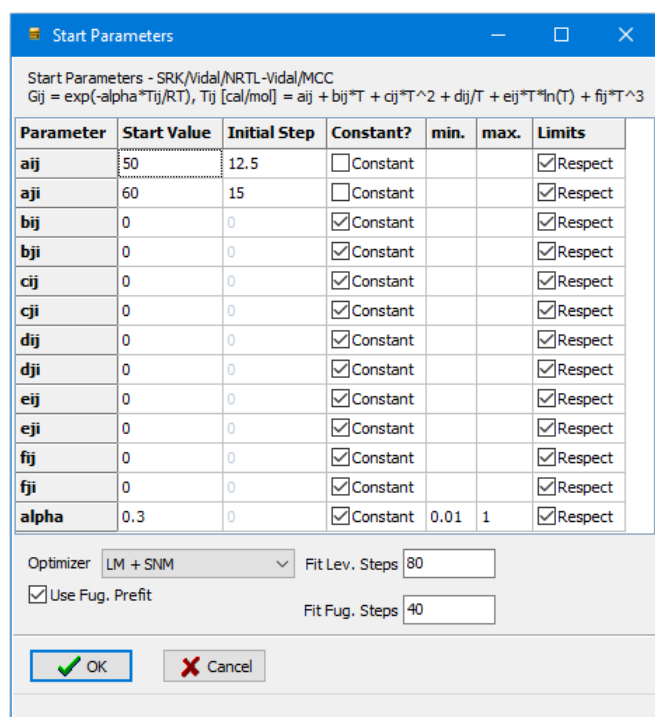 Start Parameters
Start Parameters - SRK/Vidal/NRTL-Vidal/MCC
Gij = exp(-alpha*Tij/RT), Tij [cal/mol] = aij + bij*T + cij*T^2 + dij/T + eij*T*ln(T) + fij*T^3
Parameter Start Value Initial Step Constant? min. max. Limits
aij 50 12.5 Constant Respect
aji 60 15 Constant Respect
bij 0 0 Constant Respect
bji 0 0 Constant Respect
cij 0 0 Constant Respect
cji 0 0 Constant Respect
dij 0 0 Constant Respect
dji 0 0 Constant Respect
eij 0 0 Constant Respect
eji 0 0 Constant Respect
fij 0 0 Constant Respect
fji 0 0 Constant Respect
alpha 0.3 0 Constant 0.01 1 Respect
Optimizer LM + SNM Fit Lev. Steps 80
Use Fug. Prefit
Fit Fug. Steps 40
OK Cancel